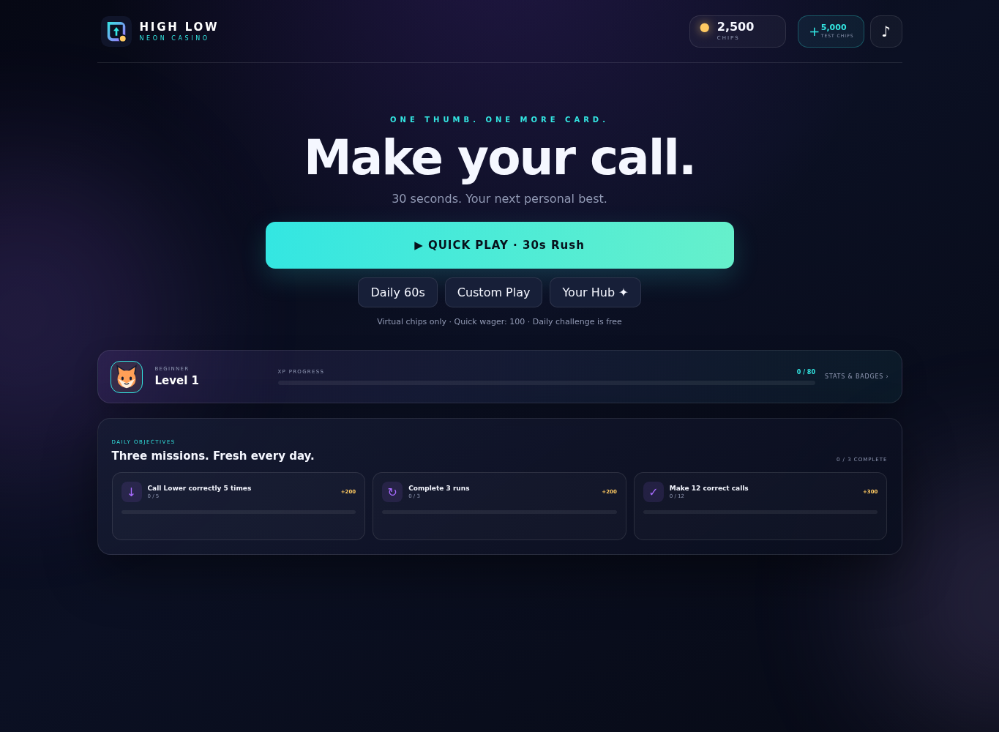 HIGH LOW
NEON CASINO
2,500
CHIPS
+ 5,000
TEST CHIPS
♪
ONE THUMB. ONE MORE CARD.
Make your call.
30 seconds. Your next personal best.
▶ QUICK PLAY · 30s Rush
Daily 60s
Custom Play
Your Hub ✦
Virtual chips only · Quick wager: 100 · Daily challenge is free
BEGINNER
Level 1
XP PROGRESS
0 / 80
STATS & BADGES ›
DAILY OBJECTIVES
Three missions. Fresh every day.
0 / 3 COMPLETE
↓
Call Lower correctly 5 times
0 / 5
+200
↻
Complete 3 runs
0 / 3
+200
✓
Make 12 correct calls
0 / 12
+300